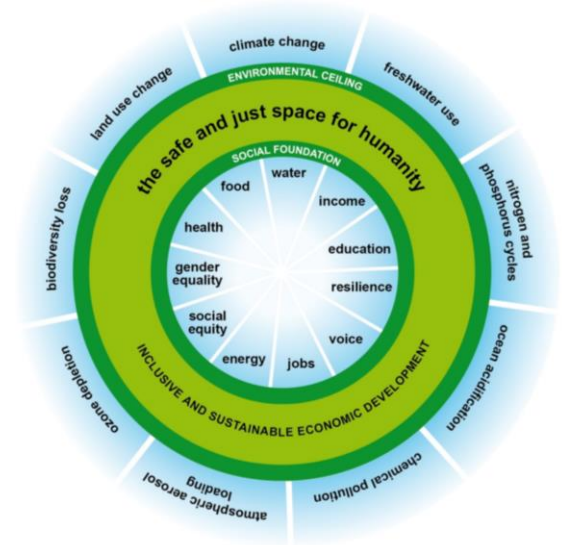 climate change
freshwater use
nitrogen and
phosphorus cycles
ocean acidification
chemical pollution
atmospheric aerosol
loading
ozone depletion
biodiversity loss
land use change
ENVIRONMENTAL CEILING
the safe and just space for humanity
SOCIAL FOUNDATION
water
income
education
resilience
voice
jobs
energy
social
equity
gender
equality
health
food
INCLUSIVE AND SUSTAINABLE ECONOMIC DEVELOPMENT